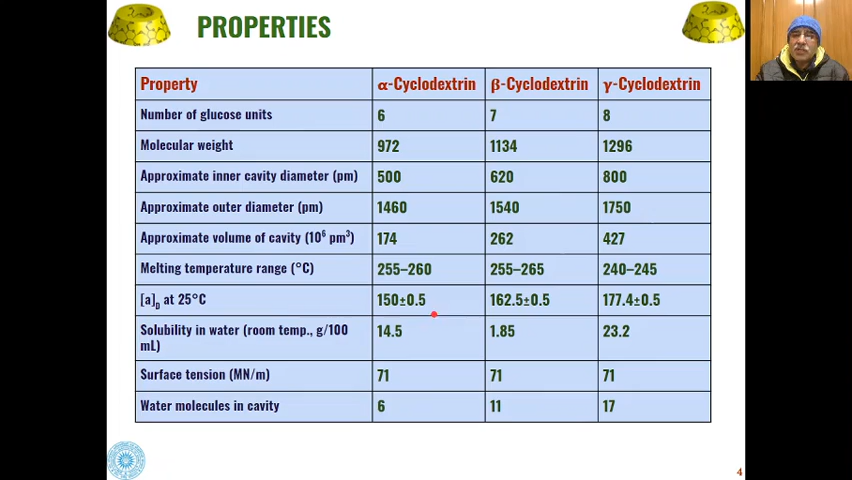 PROPERTIES
Property α-Cyclodextrin β-Cyclodextrin γ-Cyclodextrin
Number of glucose units 6 7 8
Molecular weight 972 1134 1296
Approximate inner cavity diameter (pm) 500 620 800
Approximate outer diameter (pm) 1460 1540 1750
Approximate volume of cavity (10⁶ pm³) 174 262 427
Melting temperature range (°C) 255–260 255–265 240–245
[a]D at 25°C 150±0.5 162.5±0.5 177.4±0.5
Solubility in water (room temp., g/100 14.5 1.85 23.2
mL)
Surface tension (MN/m) 71 71 71
Water molecules in cavity 6 11 17
4